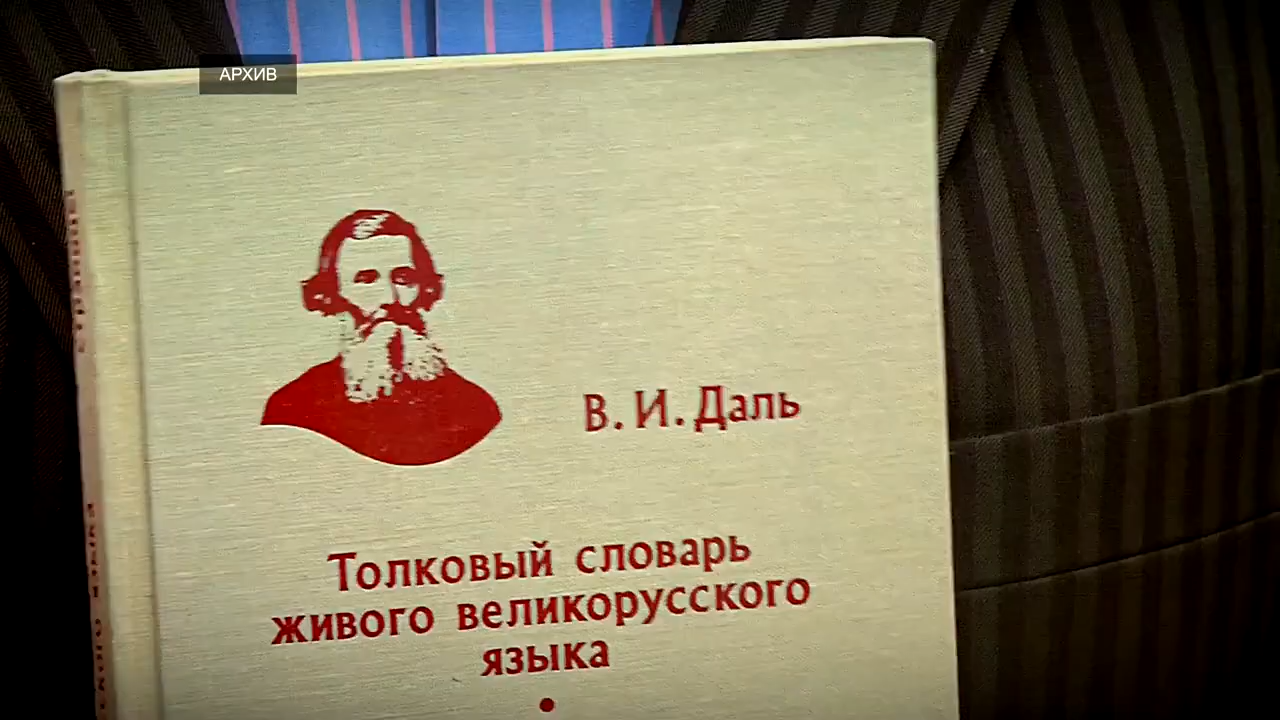 АРХИВ
В. И. Даль
Толковый словарь
живого великорусского
языка